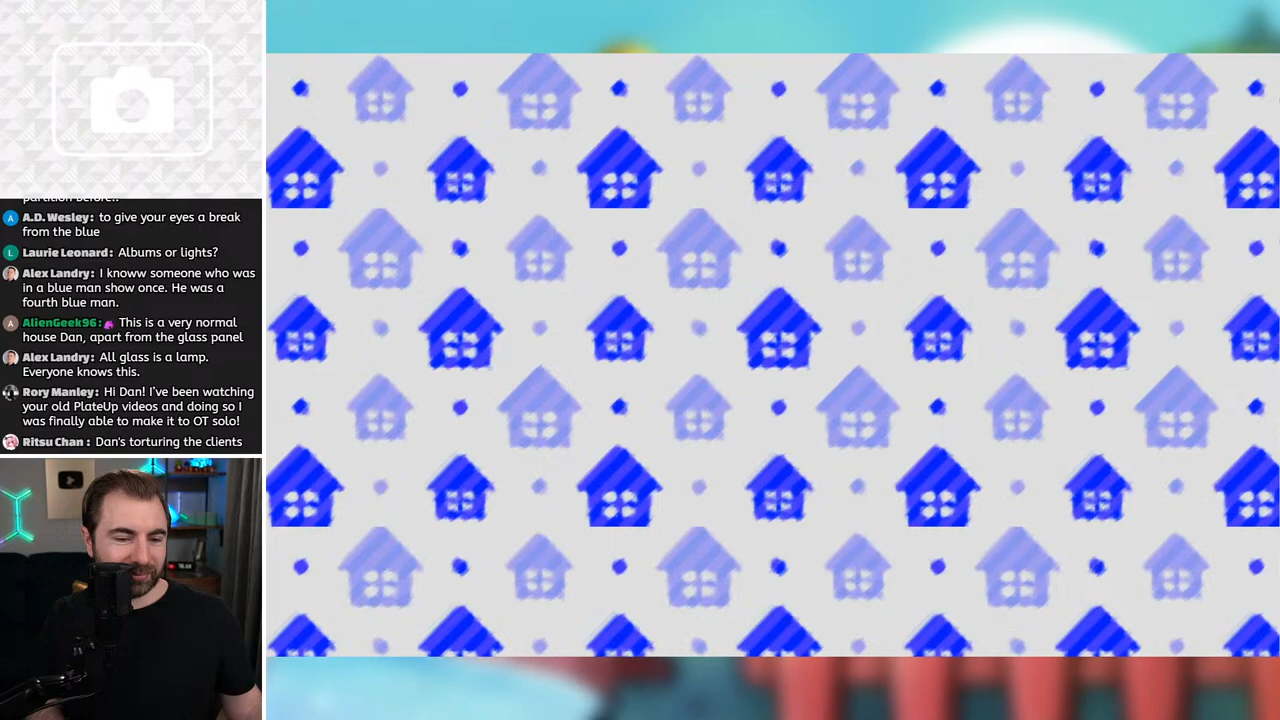 partition before..
A.D. Wesley: to give your eyes a break
from the blue
Laurie Leonard: Albums or lights?
Alex Landry: I knoww someone who was
in a blue man show once. He was a
fourth blue man.
AlienGeek96: This is a very normal
house Dan, apart from the glass panel
Alex Landry: All glass is a lamp.
Everyone knows this.
Rory Manley: Hi Dan! I've been watching
your old PlateUp videos and doing so I
was finally able to make it to OT solo!
Ritsu Chan : Dan's torturing the clients